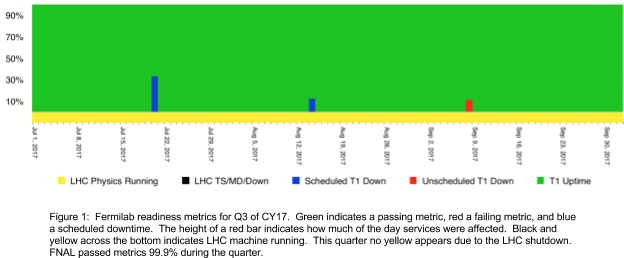 90%
70%
50%
30%
10%
Jul 1, 2017
Jul 8, 2017
Jul 15, 2017
Jul 22, 2017
Jul 29, 2017
Aug 5, 2017
Aug 12, 2017
Aug 19, 2017
Aug 26, 2017
Sep 2, 2017
Sep 9, 2017
Sep 16, 2017
Sep 23, 2017
Sep 30, 2017
LHC Physics Running
LHC TS/MD/Down
Scheduled T1 Down
Unscheduled T1 Down
T1 Uptime
Figure 1: Fermilab readiness metrics for Q3 of CY17. Green indicates a passing metric, red a failing metric, and blue
a scheduled downtime. The height of a red bar indicates how much of the day services were affected. Black and
yellow across the bottom indicates LHC machine running. This quarter no yellow appears due to the LHC shutdown.
FNAL passed metrics 99.9% during the quarter.